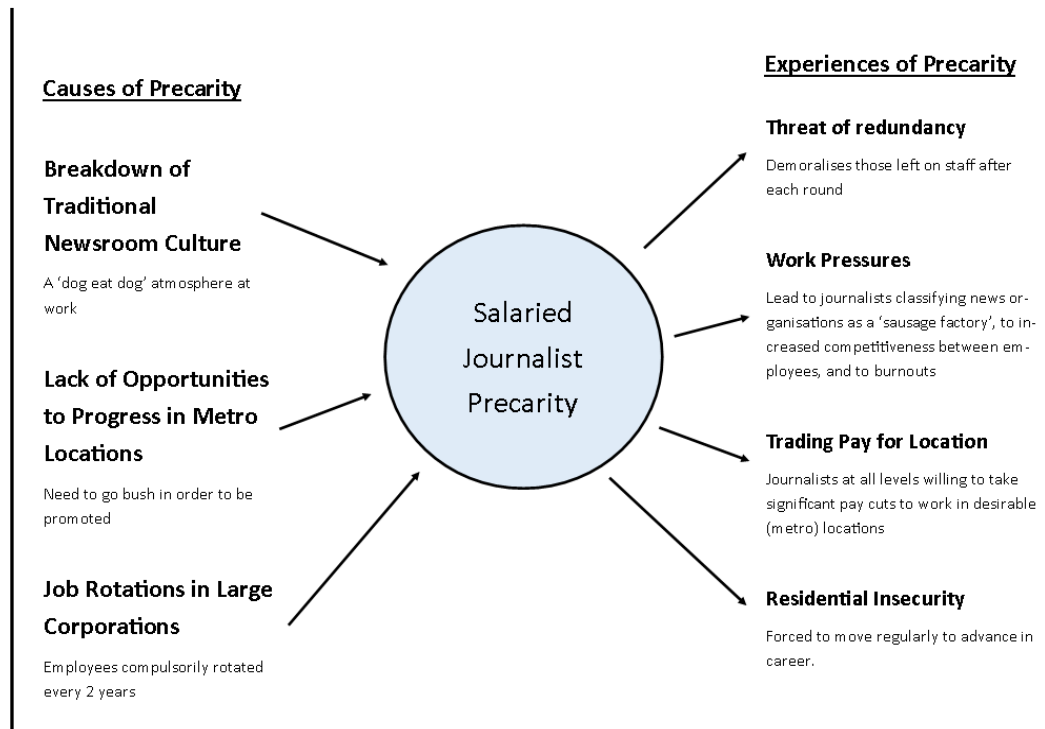 Causes of Precarity
Breakdown of
Traditional
Newsroom Culture
A ‘dog eat dog’ atmosphere at
work
Lack of Opportunities
to Progress in Metro
Locations
Need to go bush in order to be
promoted
Job Rotations in Large
Corporations
Employees compulsorily rotated
every 2 years
Salaried
Journalist
Precarity
Experiences of Precarity
Threat of redundancy
Demoralises those left on staff after
each round
Work Pressures
Lead to journalists classifying news or-
ganisations as a ‘sausage factory’, to in-
creased competitiveness between em-
ployees, and to burnouts
Trading Pay for Location
Journalists at all levels willing to take
significant pay cuts to work in desirable
(metro) locations
Residential Insecurity
Forced to move regularly to advance in
career.